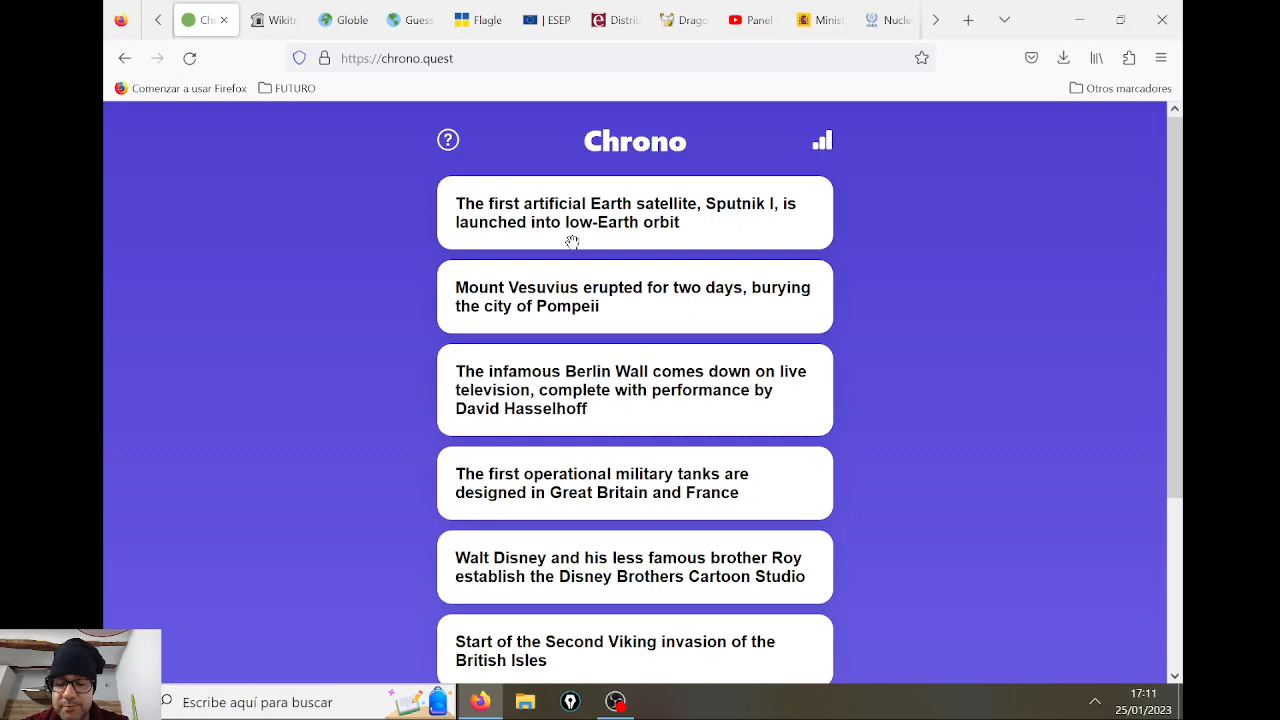 Chr
Wikiti
Globle
Guess
Flagle
| ESEP
Distril
Drago
Panel
Minist
Nucle
https://chrono.quest
Comenzar a usar Firefox
FUTURO
Otros marcadores
? Chrono
The first artificial Earth satellite, Sputnik I, is
launched into low-Earth orbit
Mount Vesuvius erupted for two days, burying
the city of Pompeii
The infamous Berlin Wall comes down on live
television, complete with performance by
David Hasselhoff
The first operational military tanks are
designed in Great Britain and France
Walt Disney and his less famous brother Roy
establish the Disney Brothers Cartoon Studio
Start of the Second Viking invasion of the
British Isles
Escribe aquí para buscar
17:11
25/01/2023